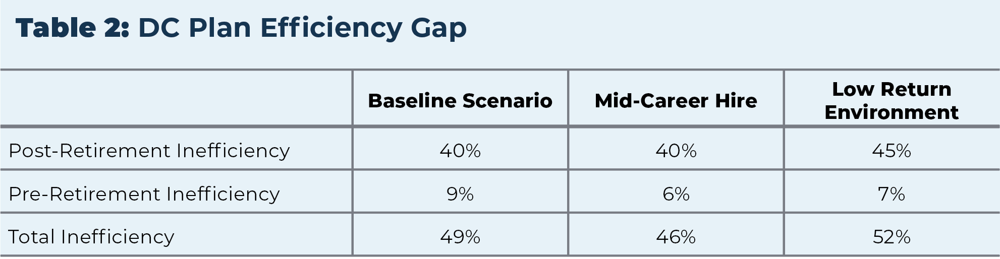 Table 2: DC Plan Efficiency Gap
Baseline Scenario Mid-Career Hire Low Return Environment
Post-Retirement Inefficiency 40% 40% 45%
Pre-Retirement Inefficiency 9% 6% 7%
Total Inefficiency 49% 46% 52%